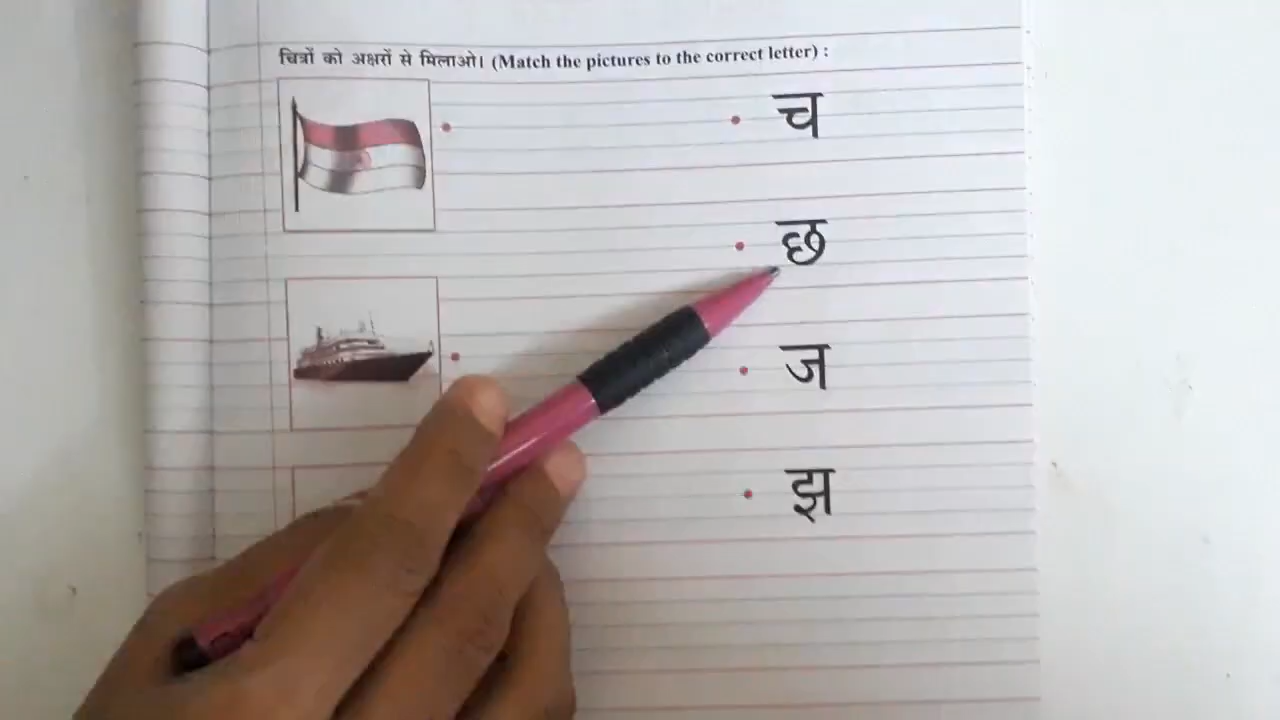 चित्रों को अक्षरों से मिलाओ। (Match the pictures to the correct letter) :
च
छ
ज
झ